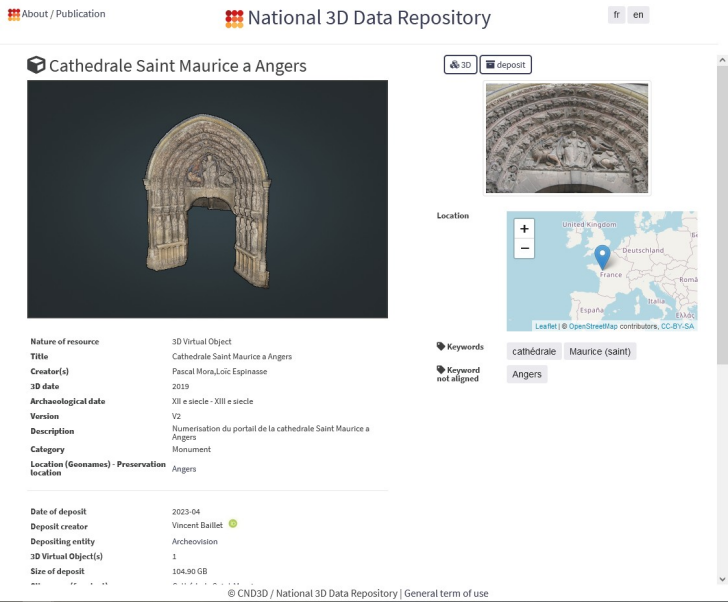 About / Publication
National 3D Data Repository
fr en
Cathedrale Saint Maurice a Angers
3D deposit
Location
+
−
United Kingdom
Deutschland
France
România
Italia
España
Leaflet | © OpenStreetMap contributors, CC-BY-SA
Keywords cathédrale Maurice (saint)
Keyword
not aligned Angers
Nature of resource 3D Virtual Object
Title Cathedrale Saint Maurice a Angers
Creator(s) Pascal Mora,Loïc Espinasse
3D date 2019
Archaeological date XII e siecle - XIII e siecle
Version V2
Description Numerisation du portail de la cathedrale Saint Maurice a
Angers
Category Monument
Location (Geonames) - Preservation
location Angers
Date of deposit 2023-04
Deposit creator Vincent Baillet iD
Depositing entity Archeovision
3D Virtual Object(s) 1
Size of deposit 104.90 GB
© CND3D / National 3D Data Repository | General term of use